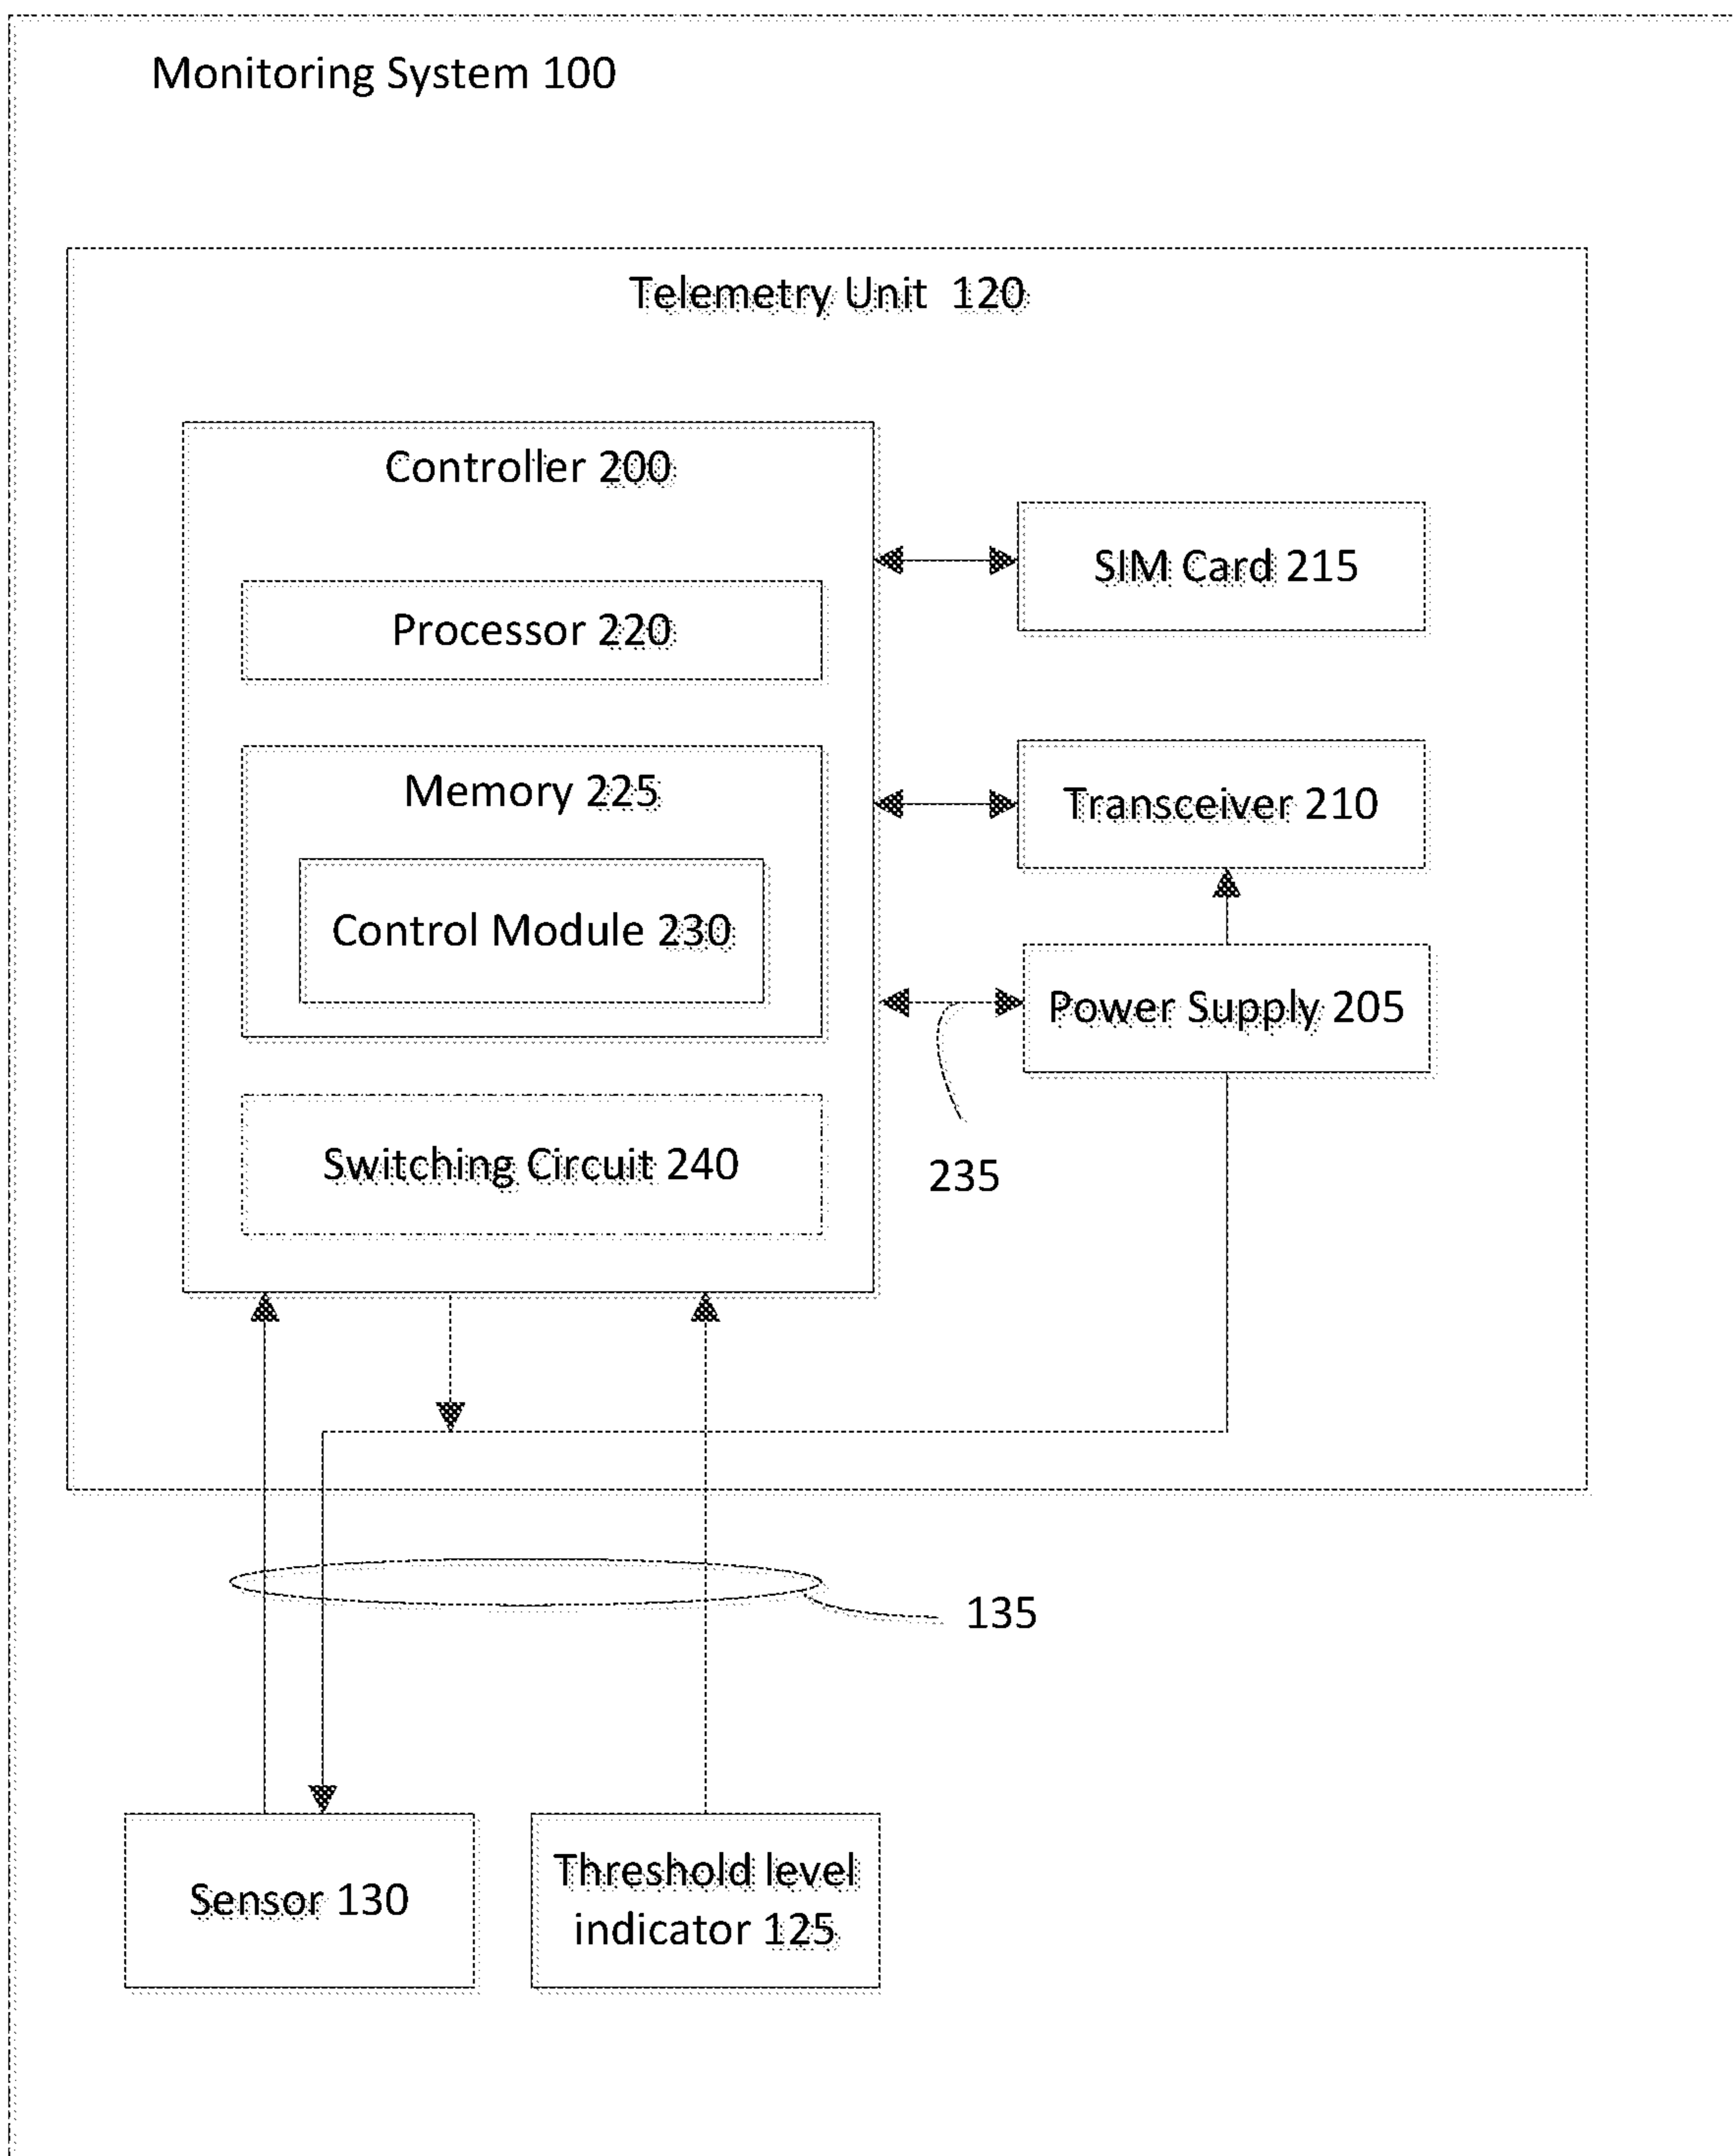 Monitoring System 100
Telemetry Unit 120
Controller 200
SIM Card 215
Processor 220
Memory 225
Transceiver 210
Control Module 230
Power Supply 205
Switching Circuit 240
235
135
Sensor 130
Threshold level
indicator 125